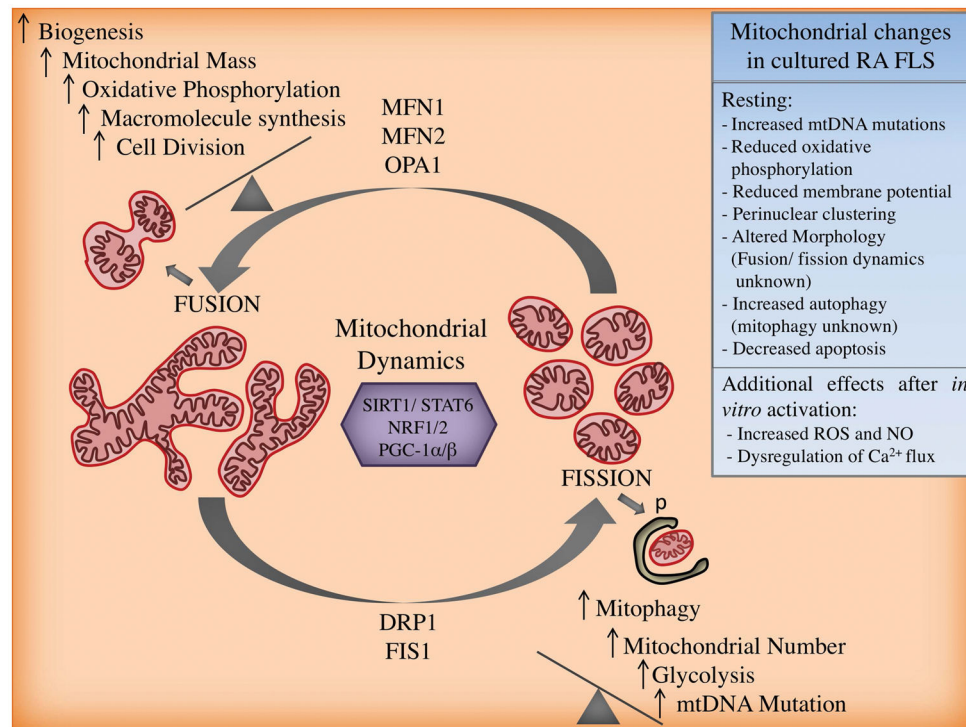 ↑ Biogenesis
↑ Mitochondrial Mass
↑ Oxidative Phosphorylation
↑ Macromolecule synthesis
↑ Cell Division
MFN1
MFN2
OPA1
FUSION
Mitochondrial
Dynamics
SIRT1/ STAT6
NRF1/2
PGC-1α/β
FISSION
p
DRP1
FIS1
↑ Mitophagy
↑ Mitochondrial Number
↑ Glycolysis
↑ mtDNA Mutation
Mitochondrial changes
in cultured RA FLS
Resting:
- Increased mtDNA mutations
- Reduced oxidative
phosphorylation
- Reduced membrane potential
- Perinuclear clustering
- Altered Morphology
(Fusion/ fission dynamics
unknown)
- Increased autophagy
(mitophagy unknown)
- Decreased apoptosis
Additional effects after in
vitro activation:
- Increased ROS and NO
- Dysregulation of Ca²⁺ flux